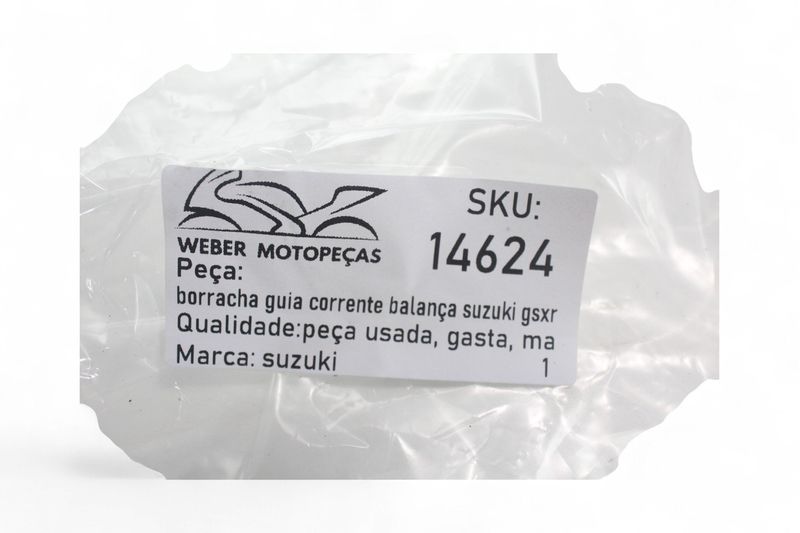 WEBER MOTOPEÇAS
SKU:
14624
Peça:
borracha guia corrente balança suzuki gsxr
Qualidade:peça usada, gasta, ma
Marca: suzuki 1